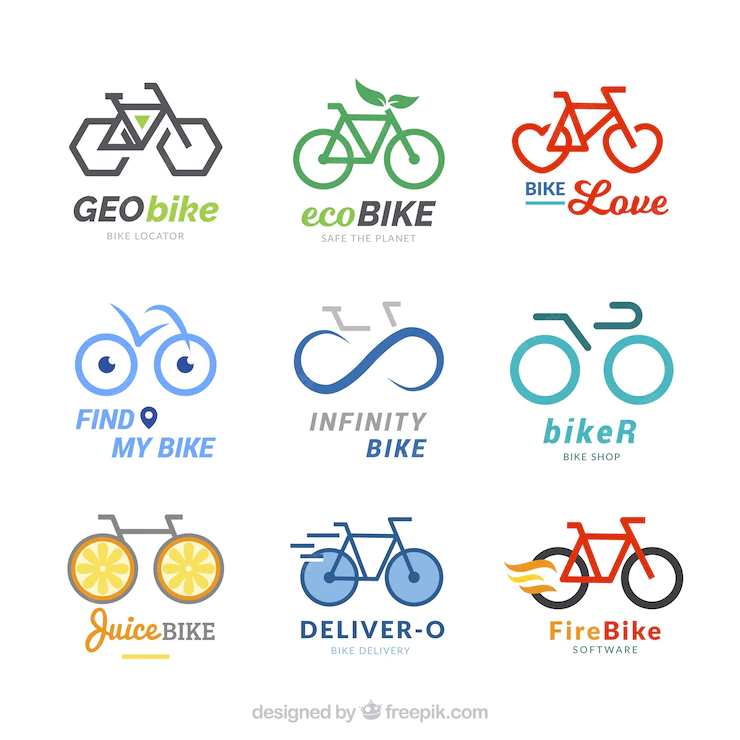 GEObike
BIKE LOCATOR
ecoBIKE
SAFE THE PLANET
BIKE Love
FIND
MY BIKE
INFINITY
BIKE
bikeR
BIKE SHOP
JuiceBIKE
DELIVER-O
BIKE DELIVERY
FireBike
SOFTWARE
designed by freepik.com